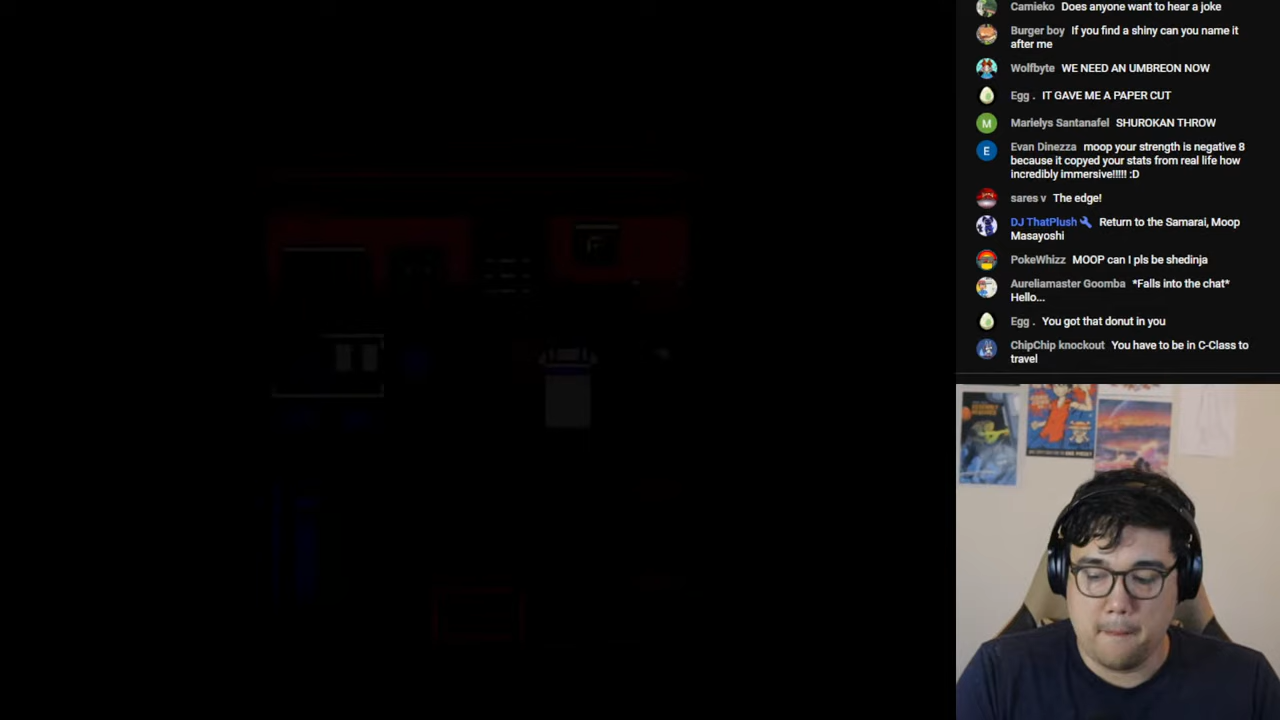 Camieko Does anyone want to hear a joke
Burger boy If you find a shiny can you name it
after me
Wolfbyte WE NEED AN UMBREON NOW
Egg . IT GAVE ME A PAPER CUT
M Marielys Santanafel SHUROKAN THROW
E Evan Dinezza moop your strength is negative 8
because it copyed your stats from real life how
incredibly immersive!!!!! :D
sares v The edge!
DJ ThatPlush Return to the Samarai, Moop
Masayoshi
PokeWhizz MOOP can I pls be shedinja
Aureliamaster Goomba *Falls into the chat*
Hello...
Egg . You got that donut in you
ChipChip knockout You have to be in C-Class to
travel